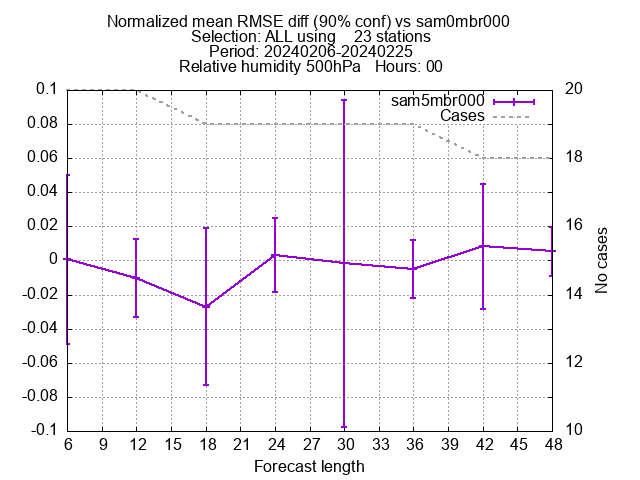 Normalized mean RMSE diff (90% conf) vs sam0mbr000
Selection: ALL using    23 stations
Period: 20240206-20240225
Relative humidity 500hPa   Hours: 00
sam5mbr000
Cases
0.1
0.08
0.06
0.04
0.02
0
-0.02
-0.04
-0.06
-0.08
-0.1
20
18
16
14
12
10
No cases
6 9 12 15 18 21 24 27 30 33 36 39 42 45 48
Forecast length